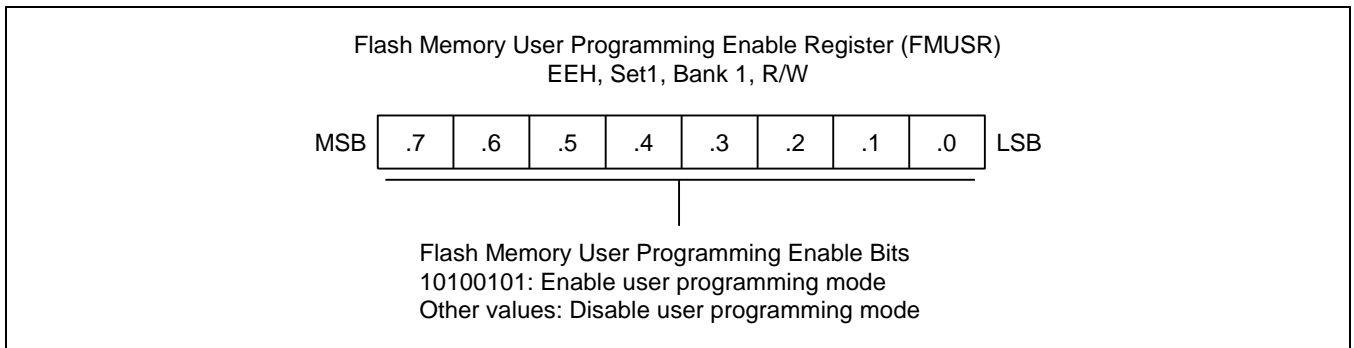 Flash Memory User Programming Enable Register (FMUSR)
EEH, Set1, Bank 1, R/W
MSB .7 .6 .5 .4 .3 .2 .1 .0 LSB
Flash Memory User Programming Enable Bits
10100101: Enable user programming mode
Other values: Disable user programming mode